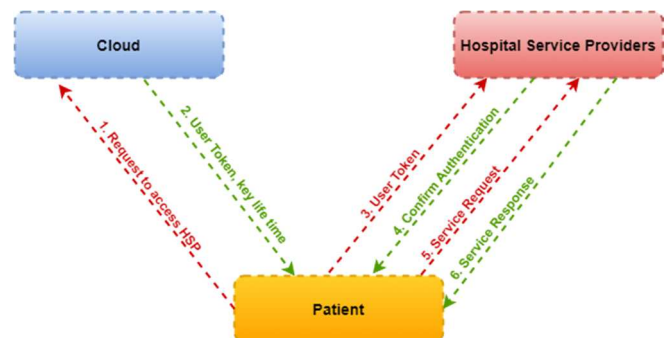 Cloud
Hospital Service Providers
1. Request to access HSP
2. User Token, key life time
3. User Token
4. Confirm Authentication
5. Service Request
6. Service Response
Patient